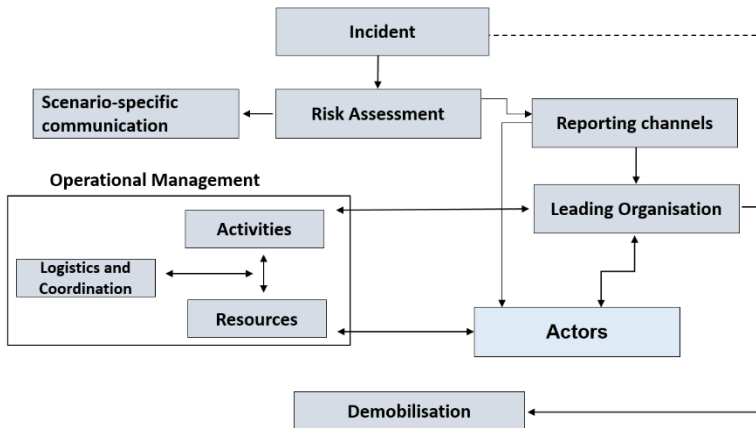 Incident
Scenario-specific
communication
Risk Assessment
Reporting channels
Operational Management
Activities
Leading Organisation
Logistics and
Coordination
Resources
Actors
Demobilisation